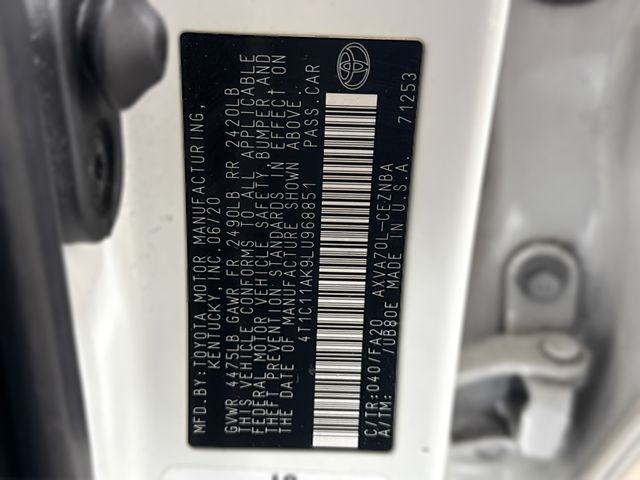 MFD. BY: TOYOTA MOTOR MANUFACTURING,
KENTUCKY, INC. 06/20
GVWR 4475LB GAWR FR 2490LB RR 2420LB
THIS VEHICLE CONFORMS TO ALL APPLICABLE
FEDERAL MOTOR VEHICLE SAFETY, BUMPER AND
THEFT PREVENTION STANDARDS IN EFFECT ON
THE DATE OF MANUFACTURE SHOWN ABOVE.
4T1C11AK9LU968851 PASS.CAR
C/TR: 040/FA20 AXVA70L-CEZNBA
A/TM: /UB80E MADE IN U.S.A. 71253